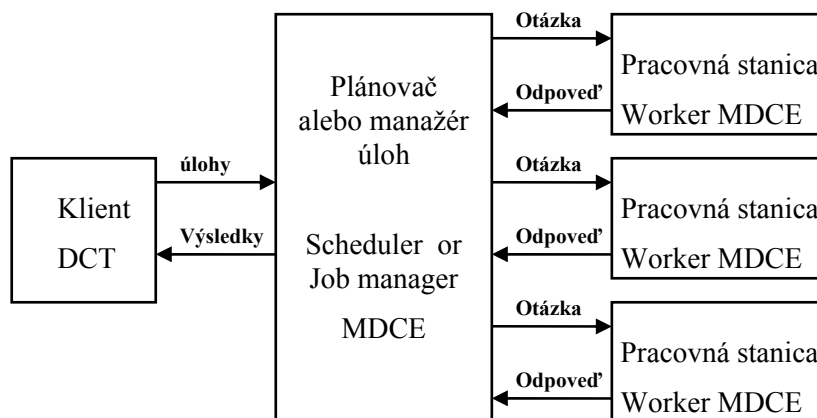 Klient
DCT
úlohy
Výsledky
Plánovač
alebo manažér
úloh
Scheduler or
Job manager
MDCE
Otázka
Odpoveď
Pracovná stanica
Worker MDCE
Otázka
Odpoveď
Pracovná stanica
Worker MDCE
Otázka
Odpoveď
Pracovná stanica
Worker MDCE